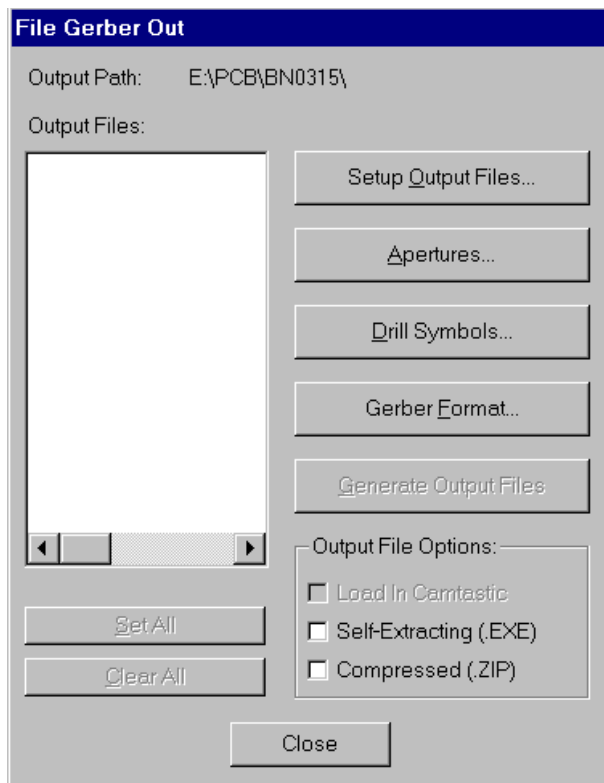 File Gerber Out
Output Path: E:\PCB\BN0315\
Output Files:
Setup Output Files...
Apertures...
Drill Symbols...
Gerber Format...
Generate Output Files
Output File Options:
Load In Camtastic
Self-Extracting (.EXE)
Compressed (.ZIP)
Set All
Clear All
Close